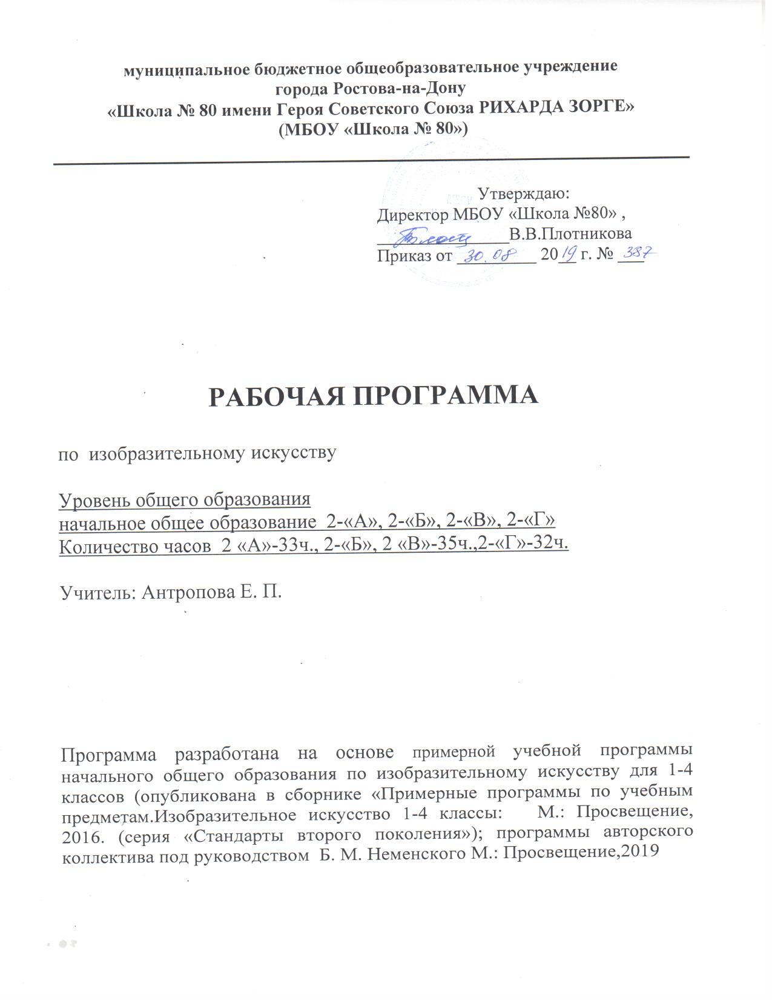 муниципальное бюджетное общеобразовательное учреждение
города Ростова-на-Дону
«Школа № 80 имени Героя Советского Союза РИХАРДА ЗОРГЕ»
(МБОУ «Школа № 80»)
Утверждаю:
Директор МБОУ «Школа №80» ,
_______________В.В.Плотникова
Приказ от 30.08 2019 г. № 387
РАБОЧАЯ ПРОГРАММА
по изобразительному искусству
Уровень общего образования
начальное общее образование 2-«А», 2-«Б», 2-«В», 2-«Г»
Количество часов 2 «А»-33ч., 2-«Б», 2 «В»-35ч.,2-«Г»-32ч.
Учитель: Антропова Е. П.
Программа разработана на основе примерной учебной программы
начального общего образования по изобразительному искусству для 1-4
классов (опубликована в сборнике «Примерные программы по учебным
предметам.Изобразительное искусство 1-4 классы: М.: Просвещение,
2016. (серия «Стандарты второго поколения»); программы авторского
коллектива под руководством Б. М. Неменского М.: Просвещение,2019